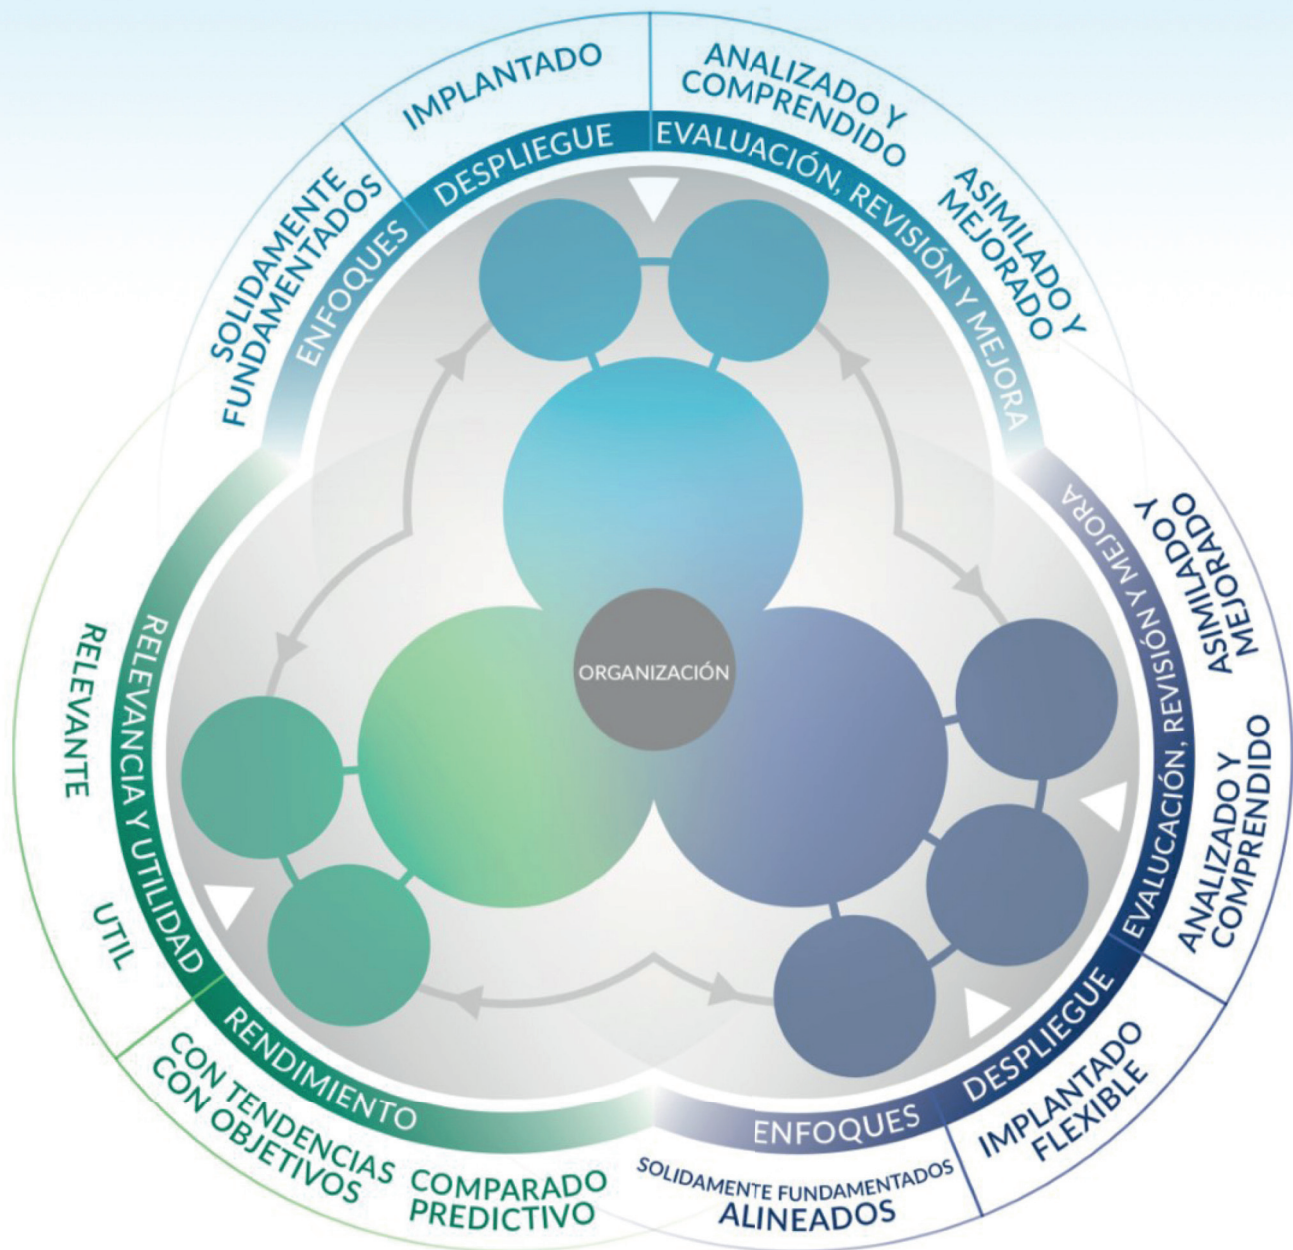 SOLIDAMENTE
FUNDAMENTADOS
IMPLANTADO
ANALIZADO Y
COMPRENDIDO
ASIMILADO Y
MEJORADO
ENFOQUES
DESPLIEGUE
EVALUACIÓN, REVISIÓN Y MEJORA
ORGANIZACIÓN
EVALUCACIÓN, REVISIÓN Y MEJORA
ASIMILADO Y
MEJORADO
ANALIZADO Y
COMPRENDIDO
DESPLIEGUE
IMPLANTADO
FLEXIBLE
ENFOQUES
SOLIDAMENTE FUNDAMENTADOS
ALINEADOS
RELEVANCIA Y UTILIDAD
RELEVANTE
UTIL
RENDIMIENTO
CON TENDENCIAS
CON OBJETIVOS
COMPARADO
PREDICTIVO